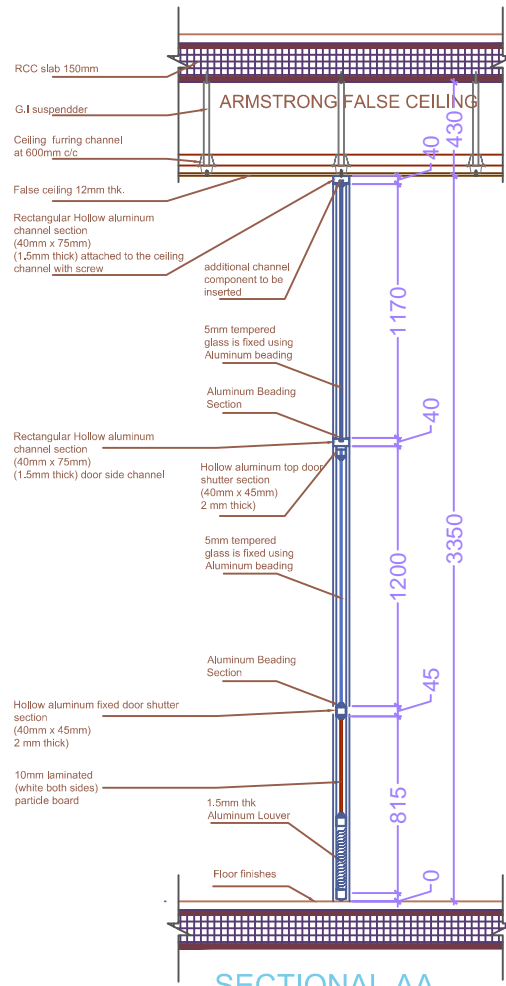 RCC slab 150mm
G.I suspendder
ARMSTRONG FALSE CEILING
430
Ceiling furring channel
at 600mm c/c
40
False ceiling 12mm thk.
Rectangular Hollow aluminum
channel section
(40mm x 75mm)
(1.5mm thick) attached to the ceiling
channel with screw
additional channel
component to be
inserted
1170
5mm tempered
glass is fixed using
Aluminum beading
Aluminum Beading
Section
40
Rectangular Hollow aluminum
channel section
(40mm x 75mm)
(1.5mm thick) door side channel
Hollow aluminum top door
shutter section
(40mm x 45mm)
2 mm thick)
3350
5mm tempered
glass is fixed using
Aluminum beading
1200
Aluminum Beading
Section
45
Hollow aluminum fixed door shutter
section
(40mm x 45mm)
2 mm thick)
10mm laminated
(white both sides)
particle board
1.5mm thk
Aluminum Louver
815
Floor finishes
0
SECTIONAL AA